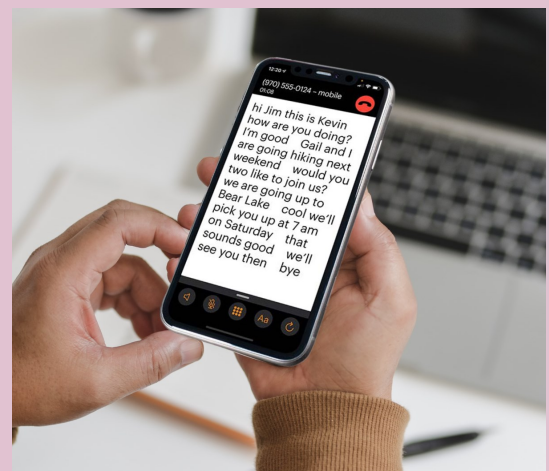 12:20
(970) 555-0124 – mobile
01:08
hi Jim this is Kevin
how are you doing?
I'm good Gail and I
are going hiking next
weekend would you
two like to join us?
we are going up to
Bear Lake cool we'll
pick you up at 7 am
on Saturday that
sounds good we'll
see you then bye
Aa